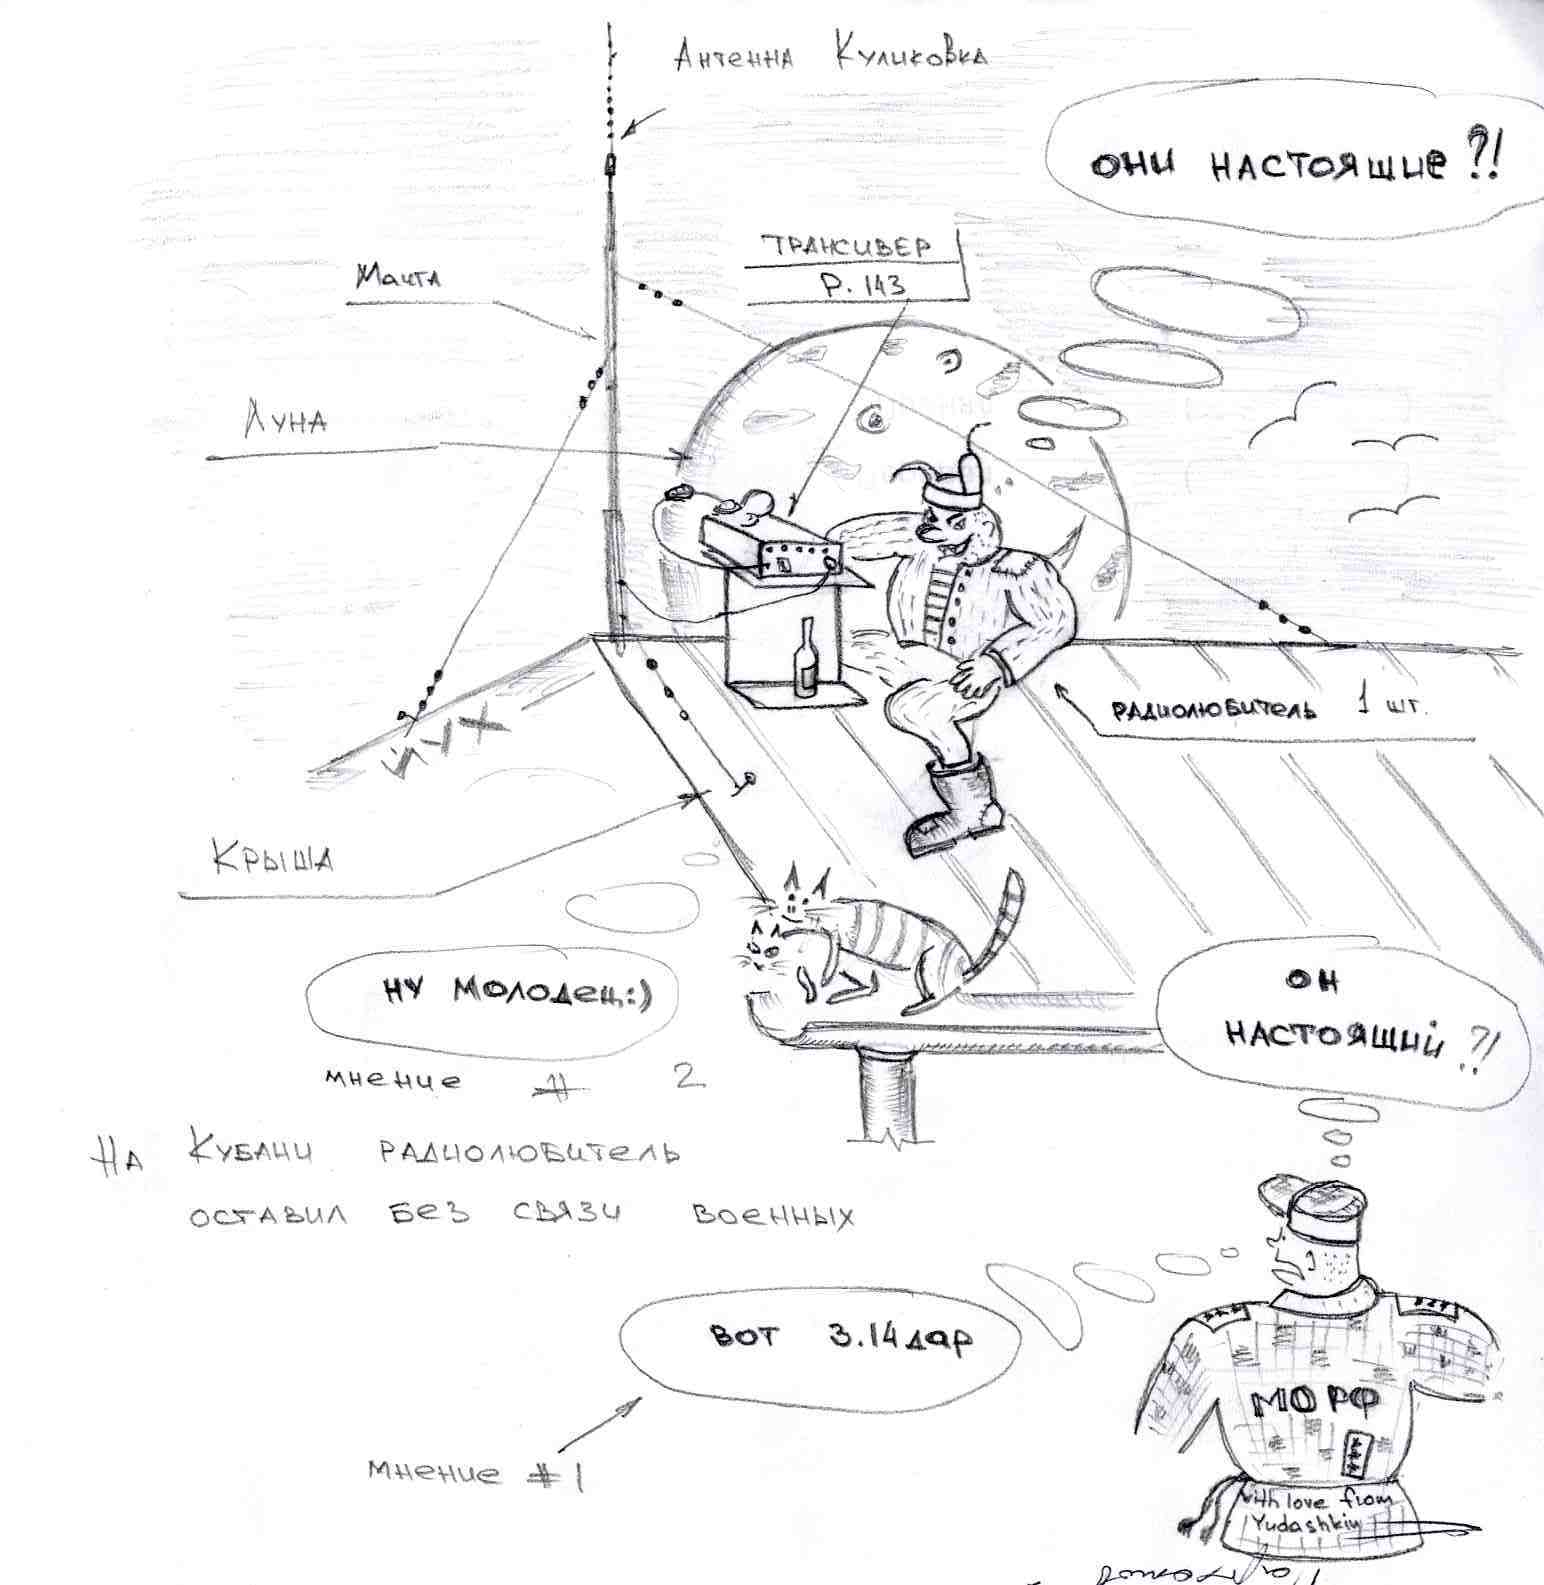 Антенна Куликовка
ОНИ НАСТОЯЩИЕ?!
ТРАНСИВЕР
Р.143
Мачта
Луна
РАДИОЛЮБИТЕЛЬ 1 шт.
Крыша
НУ МОЛОДЕЦ:)
мнение # 2
ОН
НАСТОЯЩИЙ?!
На Кубани радиолюбитель
оставил без связи военных
ВОТ 3.14дар
мнение #1
МО РФ
With love from
Yudashkin